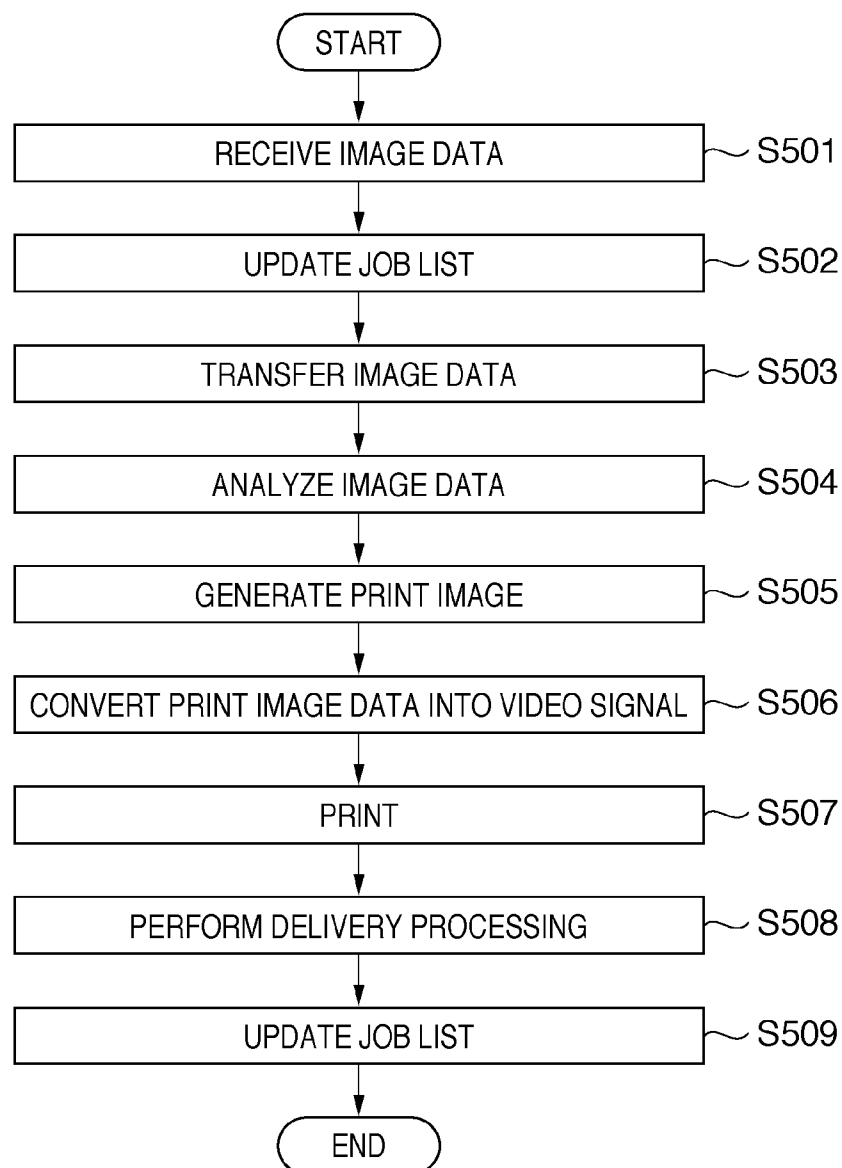 START
RECEIVE IMAGE DATA S501
UPDATE JOB LIST S502
TRANSFER IMAGE DATA S503
ANALYZE IMAGE DATA S504
GENERATE PRINT IMAGE S505
CONVERT PRINT IMAGE DATA INTO VIDEO SIGNAL S506
PRINT S507
PERFORM DELIVERY PROCESSING S508
UPDATE JOB LIST S509
END